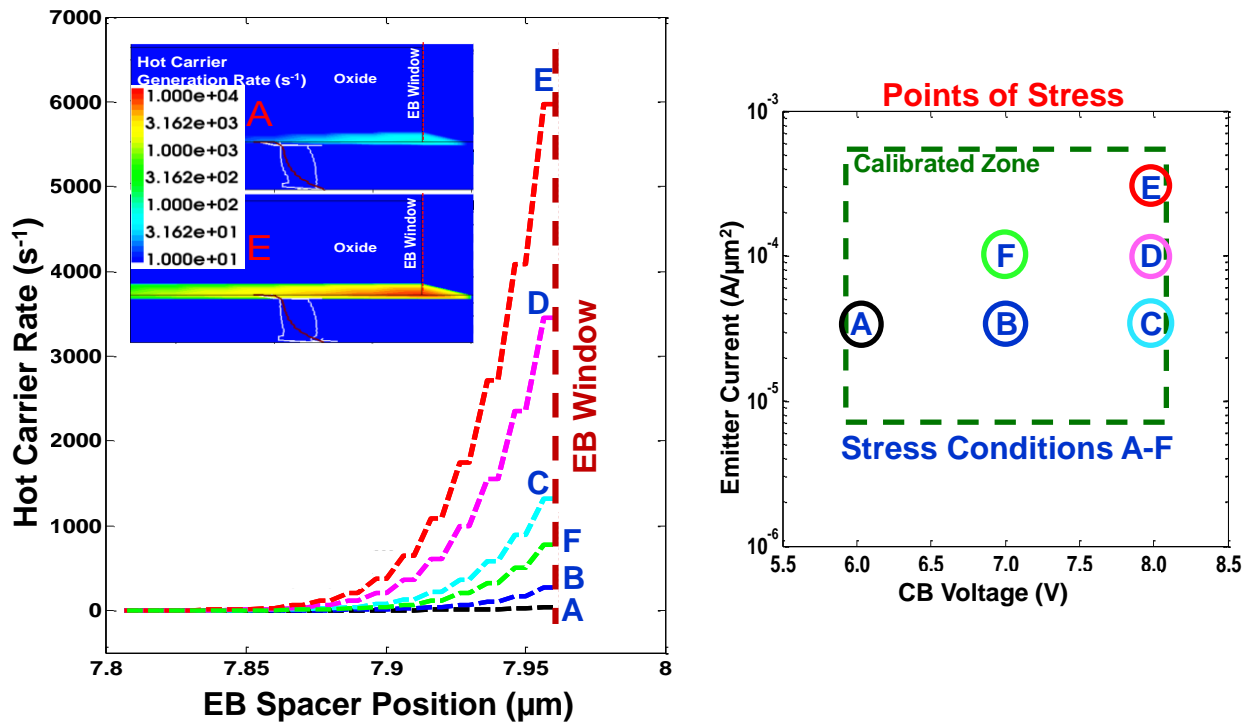 7000
6000
5000
4000
3000
2000
1000
0
Hot Carrier Rate (s-1)
7.8
7.85
7.9
7.95
8
EB Spacer Position (µm)
Hot Carrier
Generation Rate (s-1)
1.000e+04
3.162e+03
1.000e+03
3.162e+02
1.000e+02
3.162e+01
1.000e+01
A
Oxide
EB Window
E
Oxide
EB Window
E
D
C
F
B
A
EB Window
Points of Stress
10-3
10-4
10-5
10-6
Emitter Current (A/µm2)
Calibrated Zone
E
F
D
A
B
C
Stress Conditions A-F
5.5
6.0
6.5
7.0
7.5
8.0
8.5
CB Voltage (V)